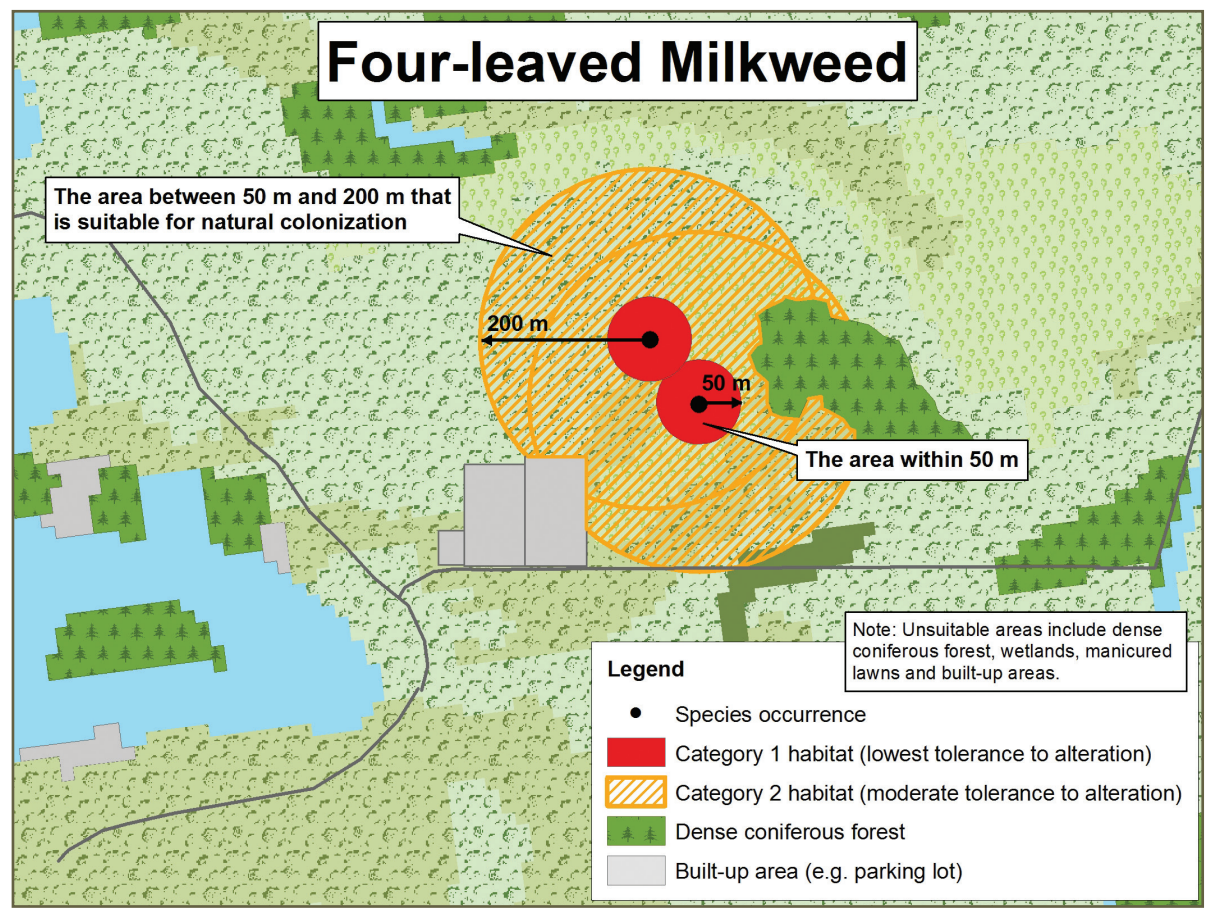 Four-leaved Milkweed
The area between 50 m and 200 m that
is suitable for natural colonization
200 m
50 m
The area within 50 m
Note: Unsuitable areas include dense
coniferous forest, wetlands, manicured
lawns and built-up areas.
Legend
Species occurrence
Category 1 habitat (lowest tolerance to alteration)
Category 2 habitat (moderate tolerance to alteration)
Dense coniferous forest
Built-up area (e.g. parking lot)